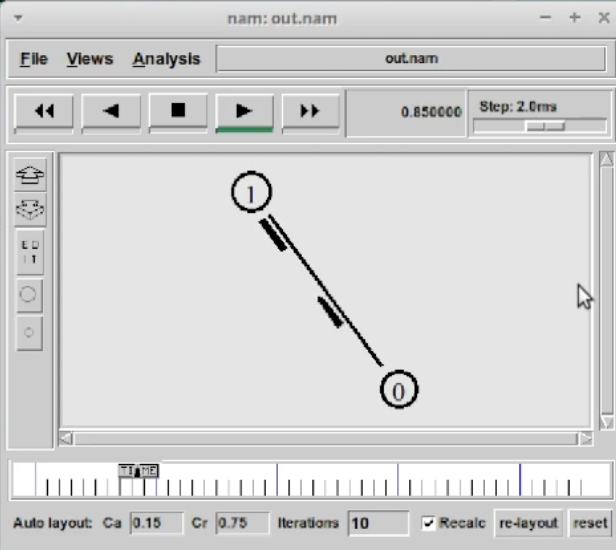 nam: out.nam
File Views Analysis out.nam
0.850000 Step: 2.0ms
E D
I T
1
0
TIME
Auto layout: Ca 0.15 Cr 0.75 Iterations 10 Recalc re-layout reset